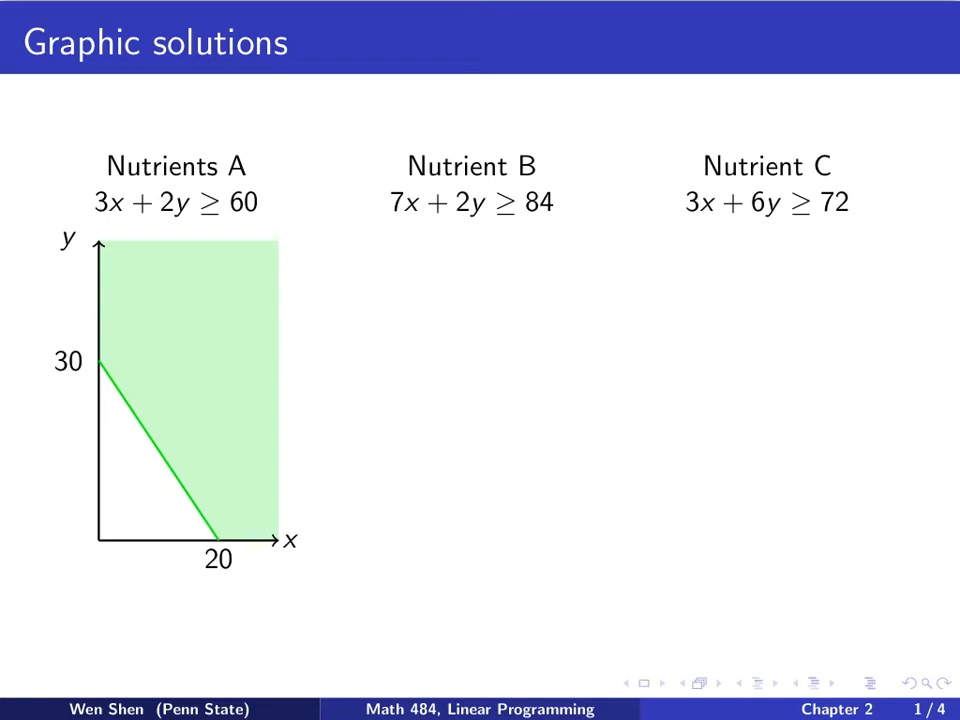 Graphic solutions
Nutrients A
3x + 2y ≥ 60
Nutrient B
7x + 2y ≥ 84
Nutrient C
3x + 6y ≥ 72
y
30
x
20
Wen Shen (Penn State)
Math 484, Linear Programming
Chapter 2
1 / 4